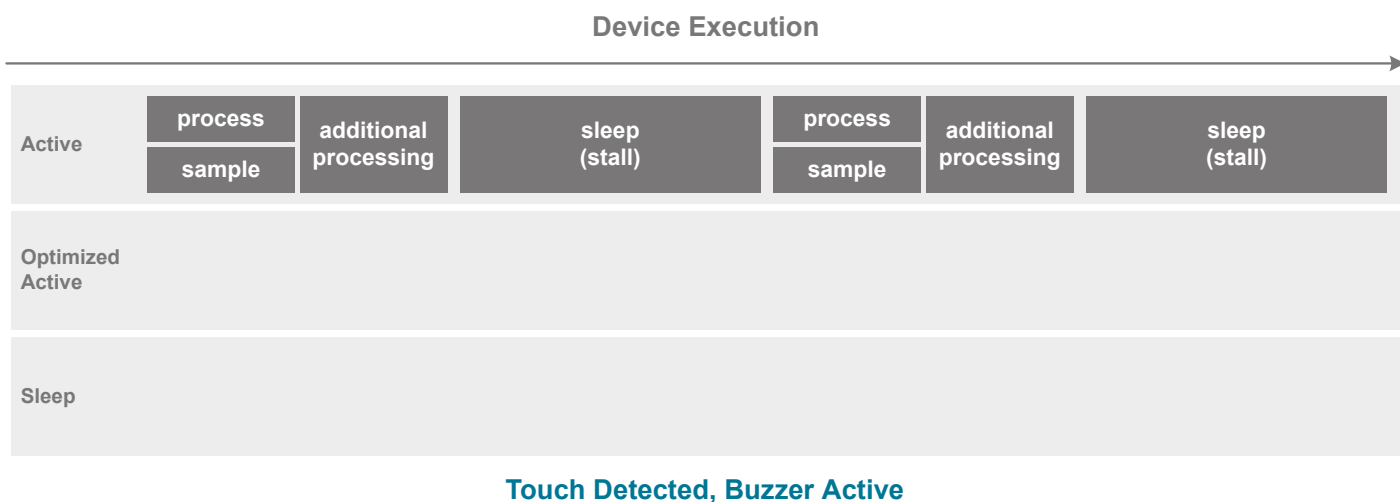 Device Execution
Active
process
sample
additional
processing
sleep
(stall)
process
sample
additional
processing
sleep
(stall)
Optimized
Active
Sleep
Touch Detected, Buzzer Active